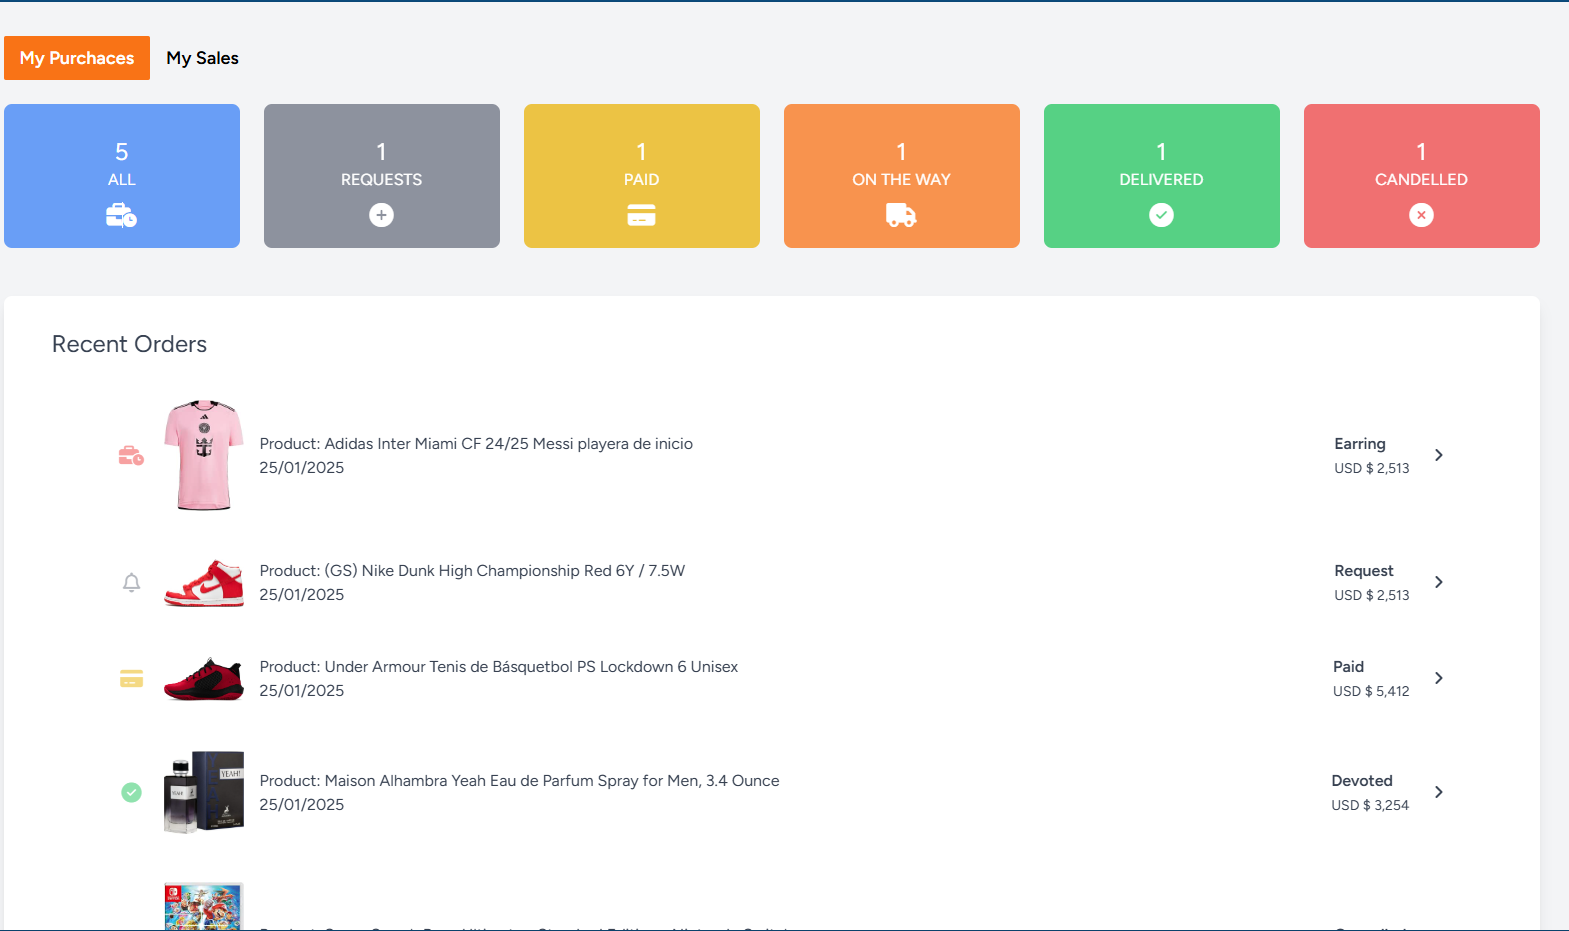 My Purchaces
My Sales
5
ALL
1
REQUESTS
1
PAID
1
ON THE WAY
1
DELIVERED
1
CANDELLED
Recent Orders
Product: Adidas Inter Miami CF 24/25 Messi playera de inicio
25/01/2025
Earring
USD $ 2,513
Product: (GS) Nike Dunk High Championship Red 6Y / 7.5W
25/01/2025
Request
USD $ 2,513
Product: Under Armour Tenis de Básquetbol PS Lockdown 6 Unisex
25/01/2025
Paid
USD $ 5,412
YEAH!
Product: Maison Alhambra Yeah Eau de Parfum Spray for Men, 3.4 Ounce
25/01/2025
Devoted
USD $ 3,254